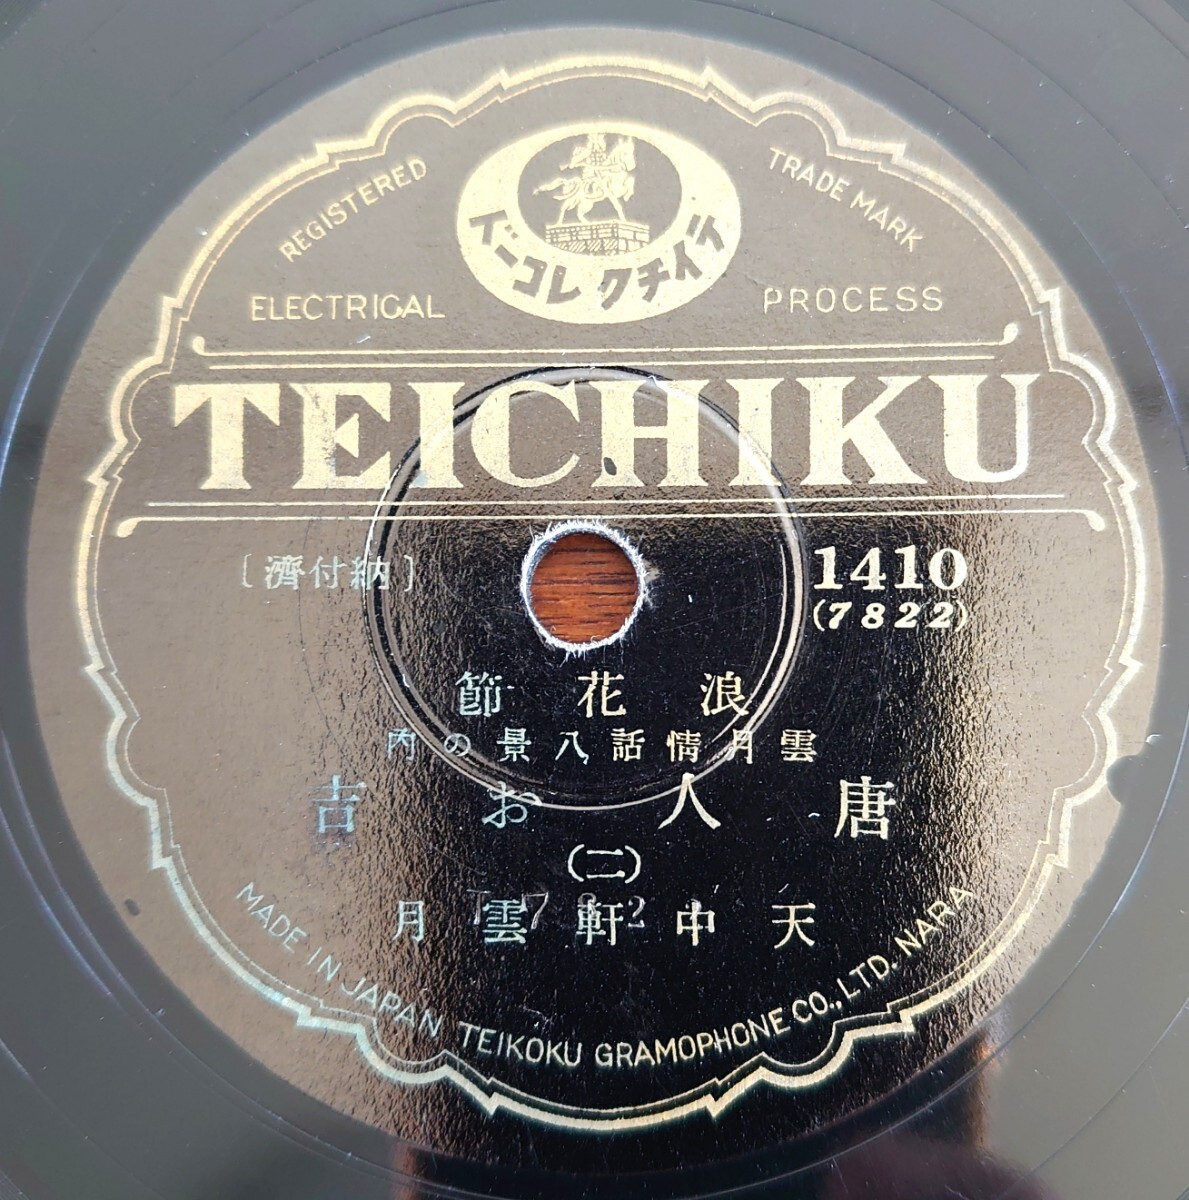 テイチクレコード
REGISTERED TRADE MARK
ELECTRICAL PROCESS
TEICHIKU
[納付濟]
1410
(7822)
浪花節
雲月情話八景の内
唐人お吉
(二)
天中軒雲月
MADE IN JAPAN TEIKOKU GRAMOPHONE CO., LTD. NARA